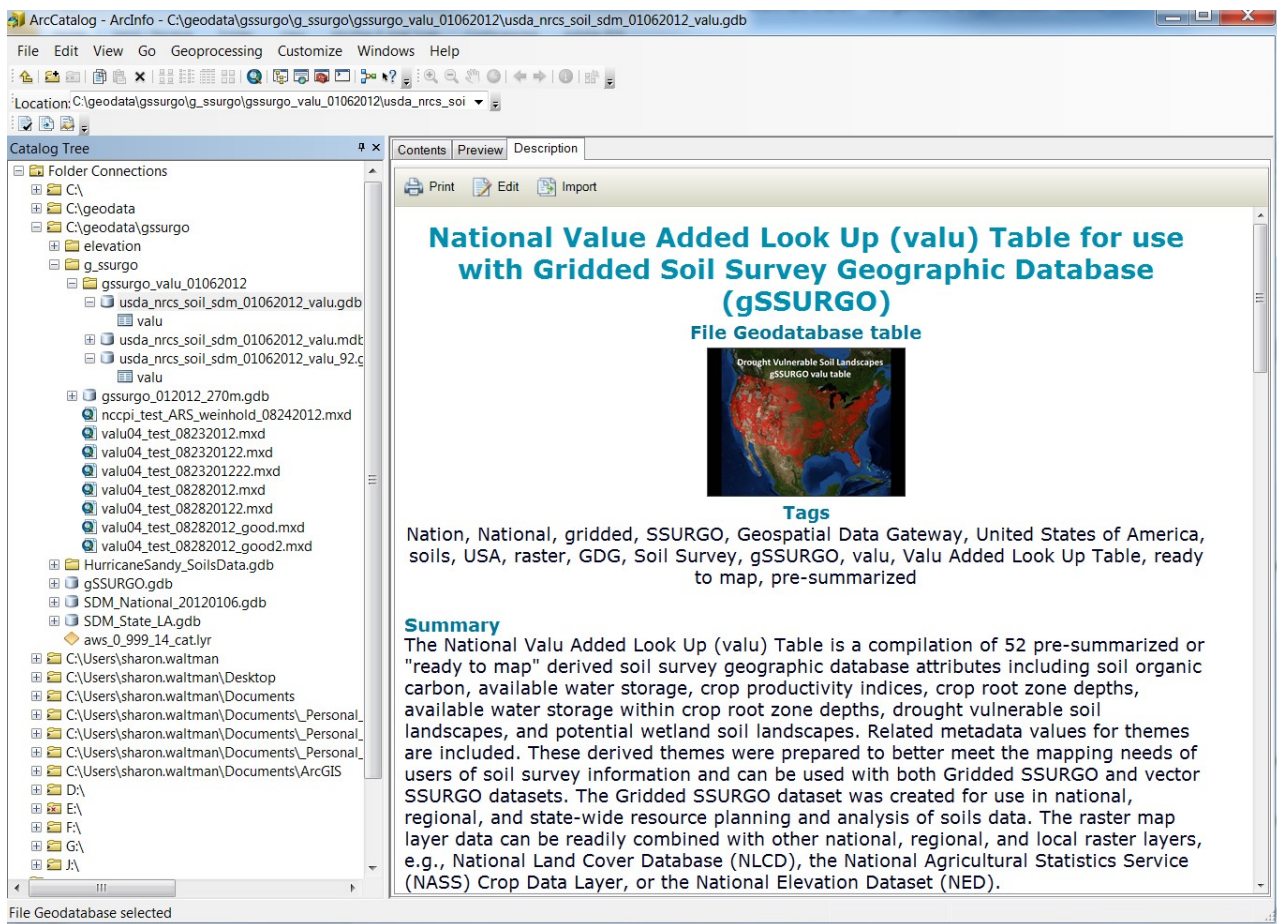 ArcCatalog - ArcInfo - C:\geodata\gssurgo\g_ssurgo\gssurgo_valu_01062012\usda_nrcs_soil_sdm_01062012_valu.gdb
File Edit View Go Geoprocessing Customize Windows Help
Location: C:\geodata\gssurgo\g_ssurgo\gssurgo_valu_01062012\usda_nrcs_soi
Catalog Tree
Folder Connections
C:\
C:\geodata
C:\geodata\gssurgo
elevation
g_ssurgo
gssurgo_valu_01062012
usda_nrcs_soil_sdm_01062012_valu.gdb
valu
usda_nrcs_soil_sdm_01062012_valu.mdb
usda_nrcs_soil_sdm_01062012_valu_92.g
valu
gssurgo_012012_270m.gdb
nccpi_test_ARS_weinhold_08242012.mxd
valu04_test_08232012.mxd
valu04_test_082320122.mxd
valu04_test_0823201222.mxd
valu04_test_08282012.mxd
valu04_test_082820122.mxd
valu04_test_08282012_good.mxd
valu04_test_08282012_good2.mxd
HurricaneSandy_SoilsData.gdb
gSSURGO.gdb
SDM_National_20120106.gdb
SDM_State_LA.gdb
aws_0_999_14_cat.lyr
C:\Users\sharon.waltman
C:\Users\sharon.waltman\Desktop
C:\Users\sharon.waltman\Documents
C:\Users\sharon.waltman\Documents\_Personal_
C:\Users\sharon.waltman\Documents\_Personal_
C:\Users\sharon.waltman\Documents\_Personal_
C:\Users\sharon.waltman\Documents\ArcGIS
D:\
E:\
F:\
G:\
J:\
File Geodatabase selected
Contents Preview Description
Print Edit Import
National Value Added Look Up (valu) Table for use
with Gridded Soil Survey Geographic Database
(gSSURGO)
File Geodatabase table
Drought Vulnerable Soil Landscapes
gSSURGO valu table
Tags
Nation, National, gridded, SSURGO, Geospatial Data Gateway, United States of America,
soils, USA, raster, GDG, Soil Survey, gSSURGO, valu, Valu Added Look Up Table, ready
to map, pre-summarized
Summary
The National Valu Added Look Up (valu) Table is a compilation of 52 pre-summarized or
"ready to map" derived soil survey geographic database attributes including soil organic
carbon, available water storage, crop productivity indices, crop root zone depths,
available water storage within crop root zone depths, drought vulnerable soil
landscapes, and potential wetland soil landscapes. Related metadata values for themes
are included. These derived themes were prepared to better meet the mapping needs of
users of soil survey information and can be used with both Gridded SSURGO and vector
SSURGO datasets. The Gridded SSURGO dataset was created for use in national,
regional, and state-wide resource planning and analysis of soils data. The raster map
layer data can be readily combined with other national, regional, and local raster layers,
e.g., National Land Cover Database (NLCD), the National Agricultural Statistics Service
(NASS) Crop Data Layer, or the National Elevation Dataset (NED).